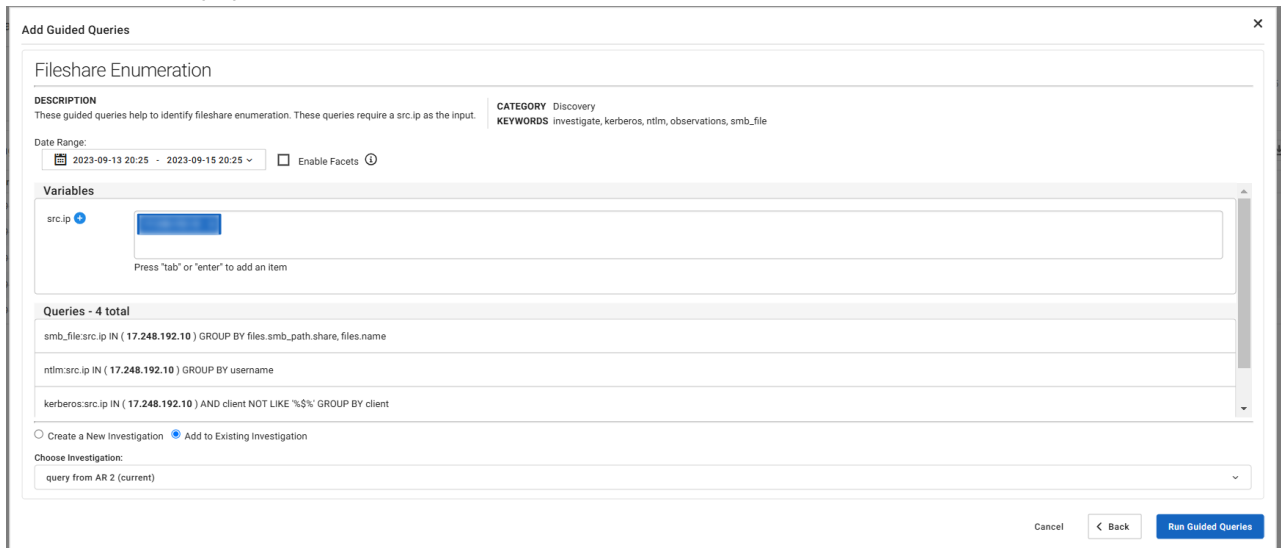 Add Guided Queries
Fileshare Enumeration
DESCRIPTION
These guided queries help to identify fileshare enumeration. These queries require a src.ip as the input.
CATEGORY Discovery
KEYWORDS investigate, kerberos, ntlm, observations, smb_file
Date Range:
2023-09-13 20:25 - 2023-09-15 20:25
Enable Facets
Variables
src.ip
Press "tab" or "enter" to add an item
Queries - 4 total
smb_file:src.ip IN ( 17.248.192.10 ) GROUP BY files.smb_path.share, files.name
ntlm:src.ip IN ( 17.248.192.10 ) GROUP BY username
kerberos:src.ip IN ( 17.248.192.10 ) AND client NOT LIKE '%$%' GROUP BY client
Create a New Investigation Add to Existing Investigation
Choose Investigation:
query from AR 2 (current)
Cancel Back Run Guided Queries